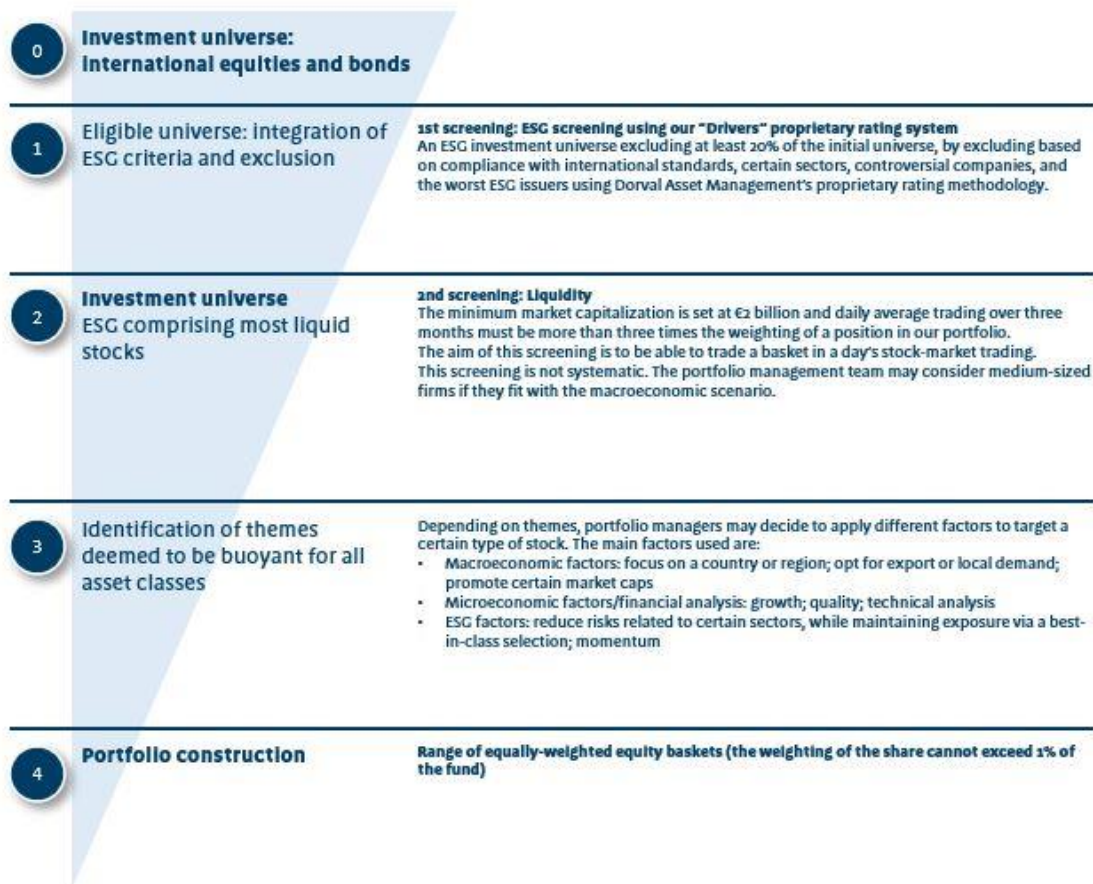 0
Investment universe:
international equities and bonds
1
Eligible universe: integration of
ESG criteria and exclusion
1st screening: ESG screening using our "Drivers" proprietary rating system
An ESG investment universe excluding at least 20% of the initial universe, by excluding based
on compliance with international standards, certain sectors, controversial companies, and
the worst ESG issuers using Dorval Asset Management's proprietary rating methodology.
2
Investment universe
ESG comprising most liquid
stocks
2nd screening: Liquidity
The minimum market capitalization is set at €2 billion and daily average trading over three
months must be more than three times the weighting of a position in our portfolio.
The aim of this screening is to be able to trade a basket in a day's stock-market trading.
This screening is not systematic. The portfolio management team may consider medium-sized
firms if they fit with the macroeconomic scenario.
3
Identification of themes
deemed to be buoyant for all
asset classes
Depending on themes, portfolio managers may decide to apply different factors to target a
certain type of stock. The main factors used are:
• Macroeconomic factors: focus on a country or region; opt for export or local demand;
promote certain market caps
• Microeconomic factors/financial analysis: growth; quality; technical analysis
• ESG factors: reduce risks related to certain sectors, while maintaining exposure via a best-
in-class selection; momentum
4
Portfolio construction
Range of equally-weighted equity baskets (the weighting of the share cannot exceed 1% of
the fund)